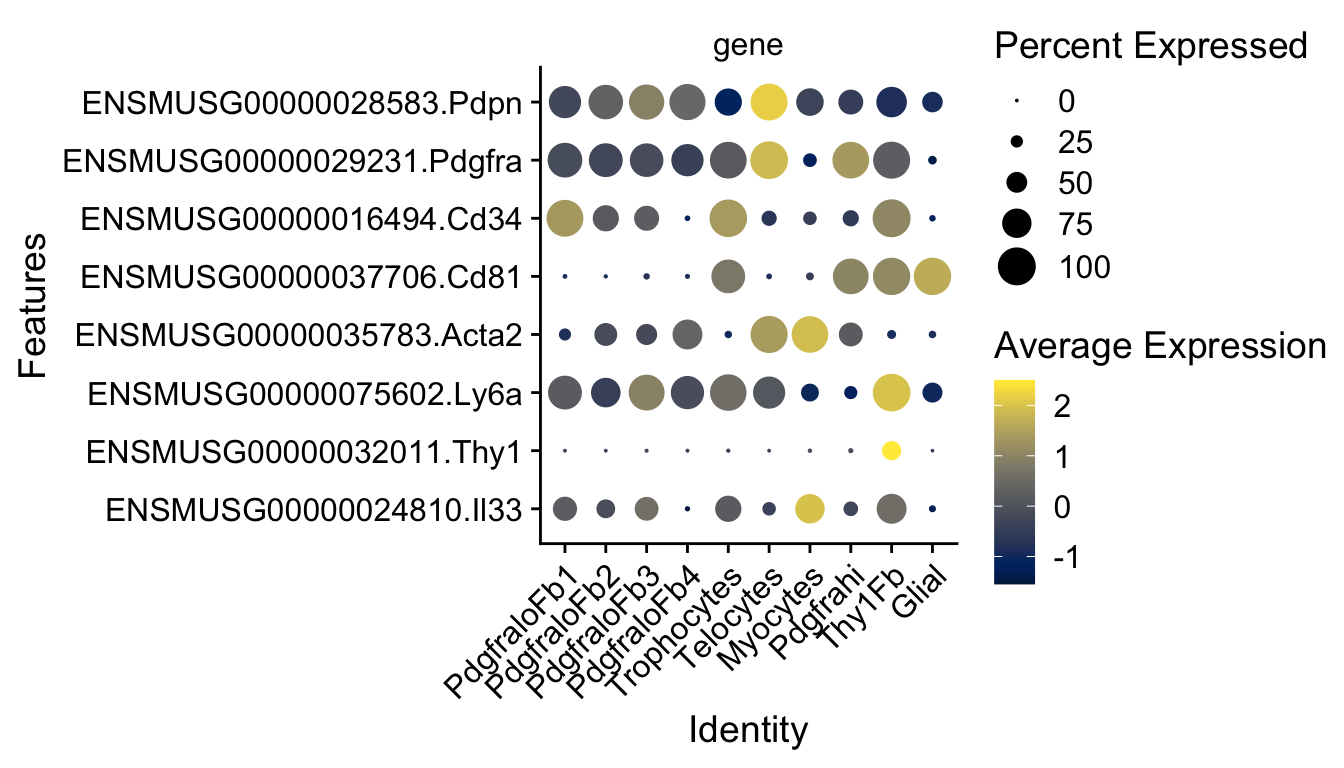 gene
Features
ENSMUSG00000028583.Pdpn
ENSMUSG00000029231.Pdgfra
ENSMUSG00000016494.Cd34
ENSMUSG00000037706.Cd81
ENSMUSG00000035783.Acta2
ENSMUSG00000075602.Ly6a
ENSMUSG00000032011.Thy1
ENSMUSG00000024810.Il33
PdgfraloFb1
PdgfraloFb2
PdgfraloFb3
PdgfraloFb4
Trophocytes
Telocytes
Myocytes
Pdgfrahi
Thy1Fb
Glial
Identity
Percent Expressed
0
25
50
75
100
Average Expression
2
1
0
-1